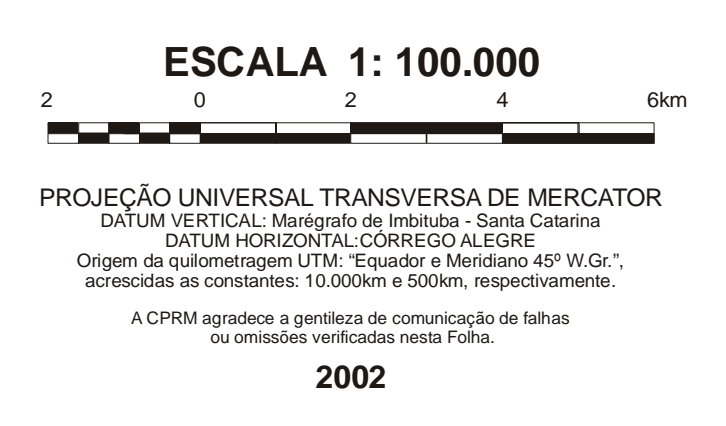 ESCALA 1: 100.000
2 0 2 4 6km
PROJEÇÃO UNIVERSAL TRANSVERSA DE MERCATOR
DATUM VERTICAL: Marégrafo de Imbituba - Santa Catarina
DATUM HORIZONTAL:CÓRREGO ALEGRE
Origem da quilometragem UTM: “Equador e Meridiano 45º W.Gr.”,
acrescidas as constantes: 10.000km e 500km, respectivamente.
A CPRM agradece a gentileza de comunicação de falhas
ou omissões verificadas nesta Folha.
2002